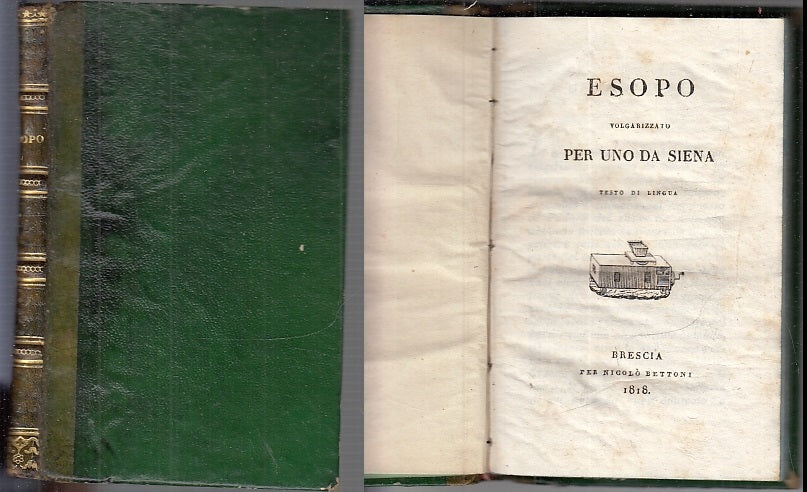 OPO
ESOPO
VOLGARIZZATO
PER UNO DA SIENA
TESTO DI LINGUA
BRESCIA
PER NICOLÒ BETTONI
1818.